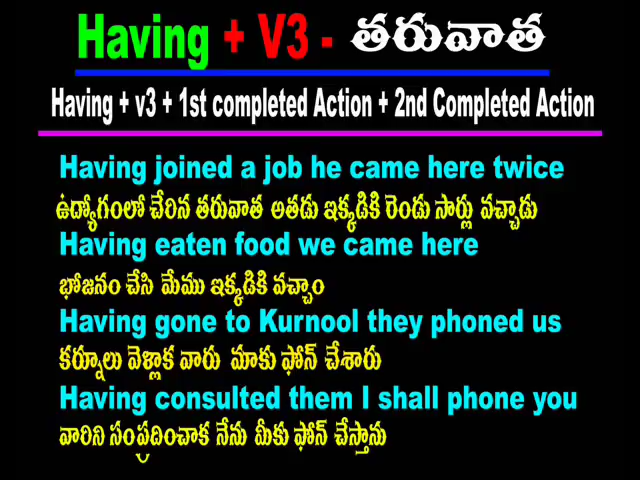 Having + V3 - తరువాత
Having + v3 + 1st completed Action + 2nd Completed Action
Having joined a job he came here twice
ఉద్యోగంలో చేరిన తరువాత అతడు ఇక్కడికి రెండు సార్లు వచ్చాడు
Having eaten food we came here
భోజనం చేసి మేము ఇక్కడికి వచ్చాం
Having gone to Kurnool they phoned us
కర్నూలు వెళ్లాక వారు మాకు ఫోన్ చేశారు
Having consulted them I shall phone you
వారిని సంప్రదించాక నేను మీకు ఫోన్ చేస్తాను